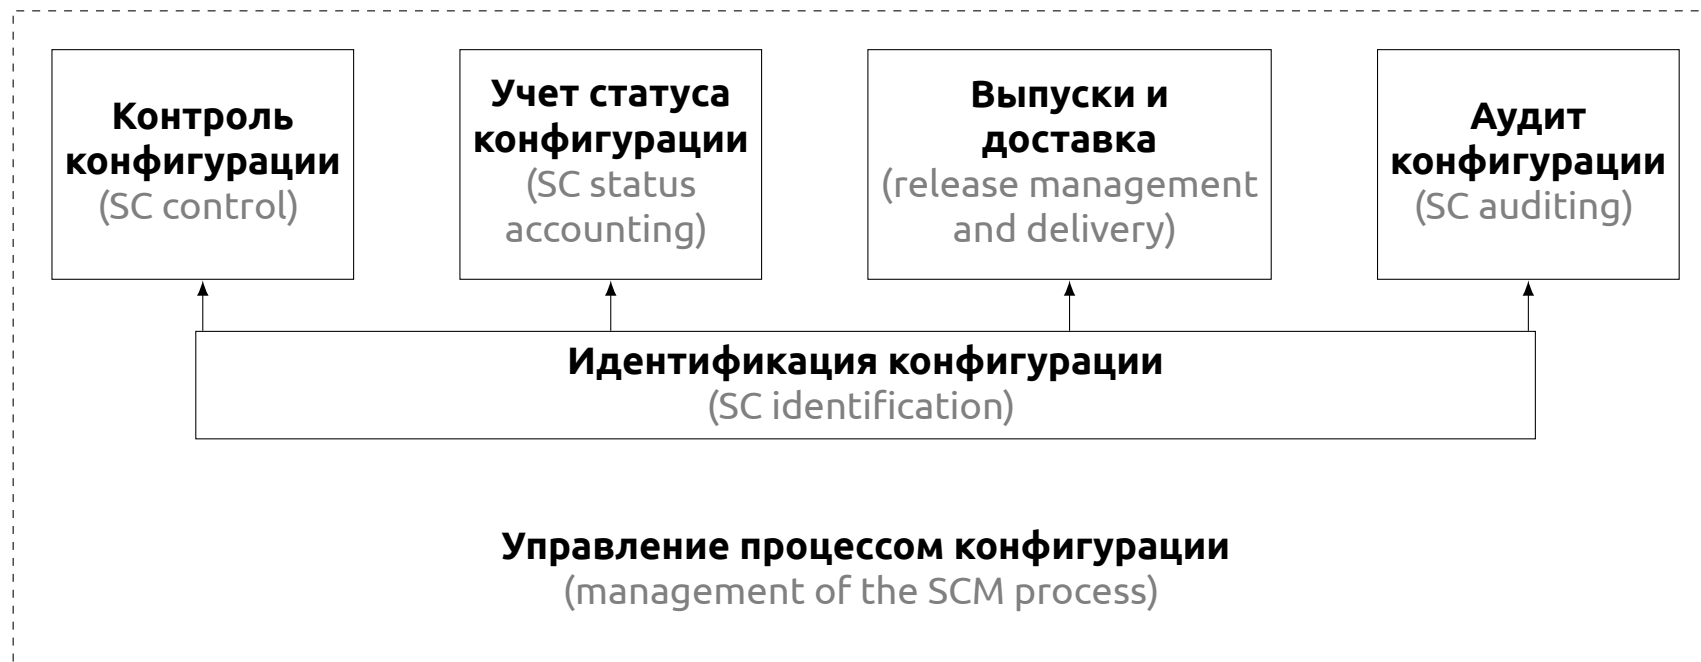 Контроль
конфигурации
(SC control)
Учет статуса
конфигурации
(SC status
accounting)
Выпуски и
доставка
(release management
and delivery)
Аудит
конфигурации
(SC auditing)
Идентификация конфигурации
(SC identification)
Управление процессом конфигурации
(management of the SCM process)